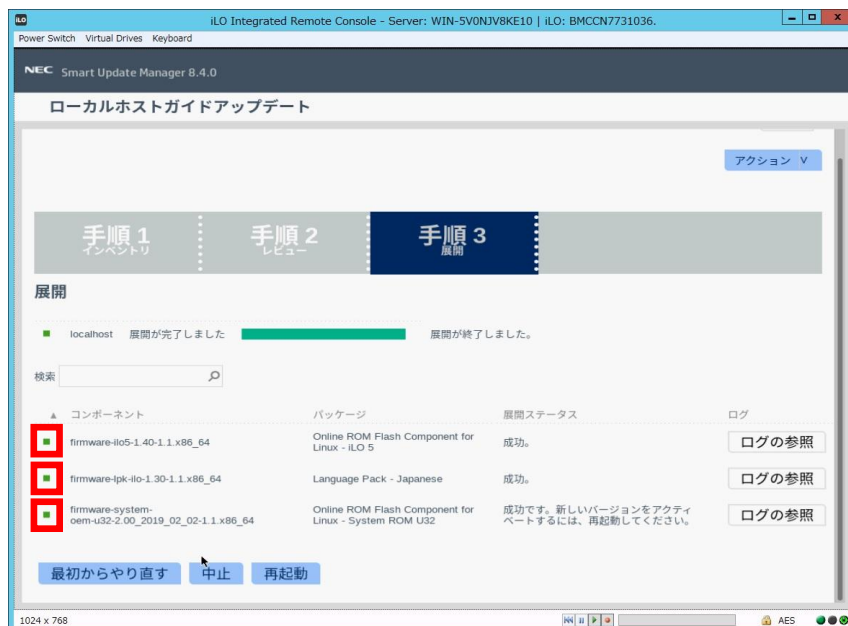 iLO Integrated Remote Console - Server: WIN-5V0NJV8KE10 | iLO: BMCCN7731036.
Power Switch Virtual Drives Keyboard
NEC Smart Update Manager 8.4.0
ローカルホストガイドアップデート
アクション V
手順 1
インベントリ
手順 2
レビュー
手順 3
展開
展開
localhost 展開が完了しました 展開が終了しました。
検索
コンポーネント パッケージ 展開ステータス ログ
firmware-ilo5-1.40-1.1.x86_64
Online ROM Flash Component for
Linux - iLO 5
成功。
ログの参照
firmware-lpk-ilo-1.30-1.1.x86_64
Language Pack - Japanese
成功。
ログの参照
firmware-system-
oem-u32-2.00_2019_02_02-1.1.x86_64
Online ROM Flash Component for
Linux - System ROM U32
成功です。新しいバージョンをアクティ
ベートするには、再起動してください。
ログの参照
最初からやり直す 中止 再起動
1024 x 768 AES